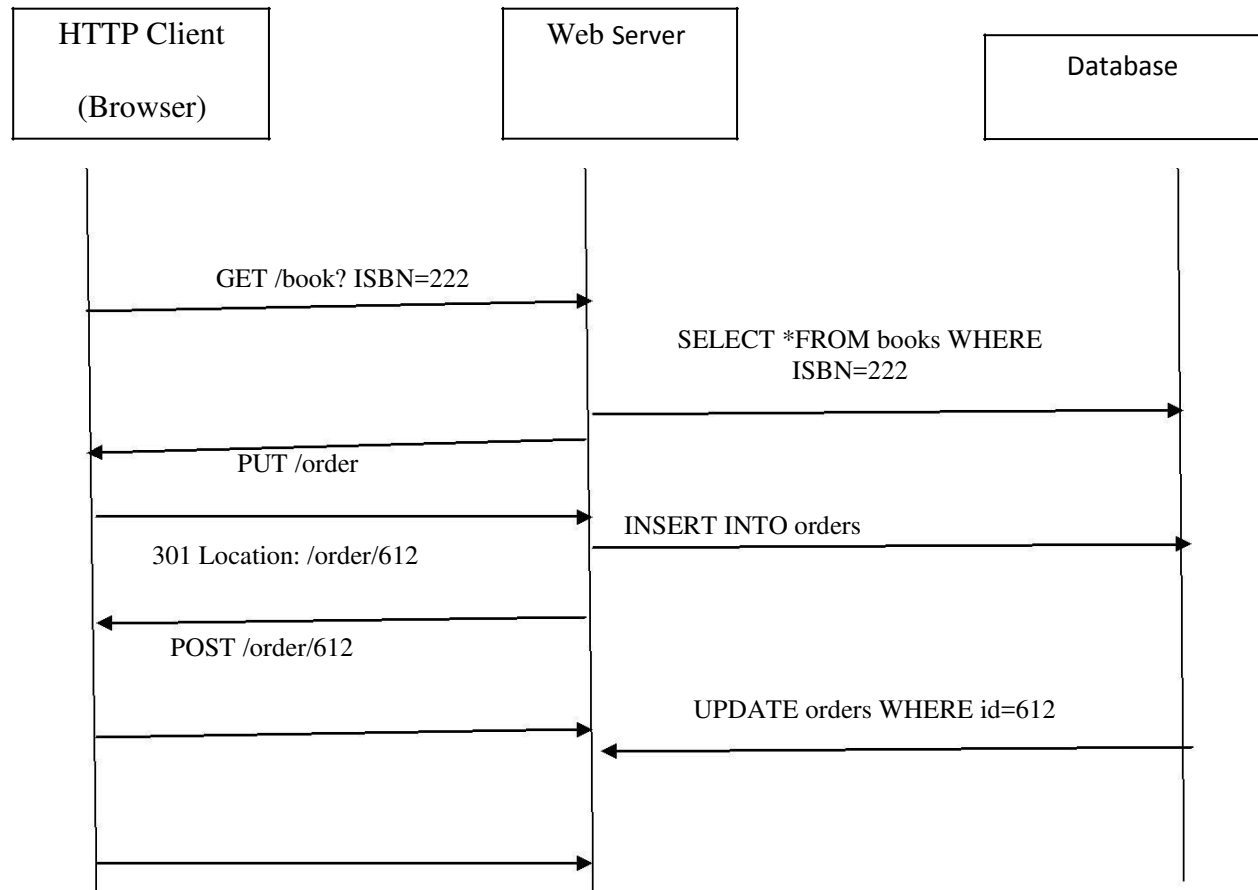 HTTP Client
(Browser)
Web Server
Database
GET /book? ISBN=222
SELECT *FROM books WHERE
ISBN=222
PUT /order
INSERT INTO orders
301 Location: /order/612
POST /order/612
UPDATE orders WHERE id=612